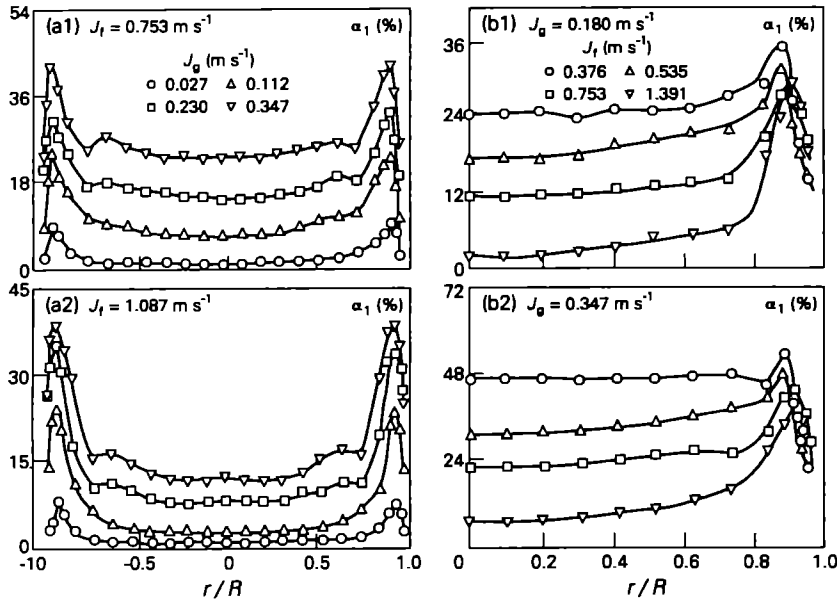 (a1) J_f = 0.753 m s⁻¹ α₁ (%)
J_g (m s⁻¹)
0.027 0.112
0.230 0.347
54
36
18
0
(b1) J_g = 0.180 m s⁻¹ α₁ (%)
J_f (m s⁻¹)
0.376 0.535
0.753 1.391
36
24
12
0
(a2) J_f = 1.087 m s⁻¹ α₁ (%)
45
30
15
0
-10 -0.5 0 0.5 1.0
r/R
(b2) J_g = 0.347 m s⁻¹ α₁ (%)
72
48
24
0
0 0.2 0.4 0.6 0.8 1.0
r/R